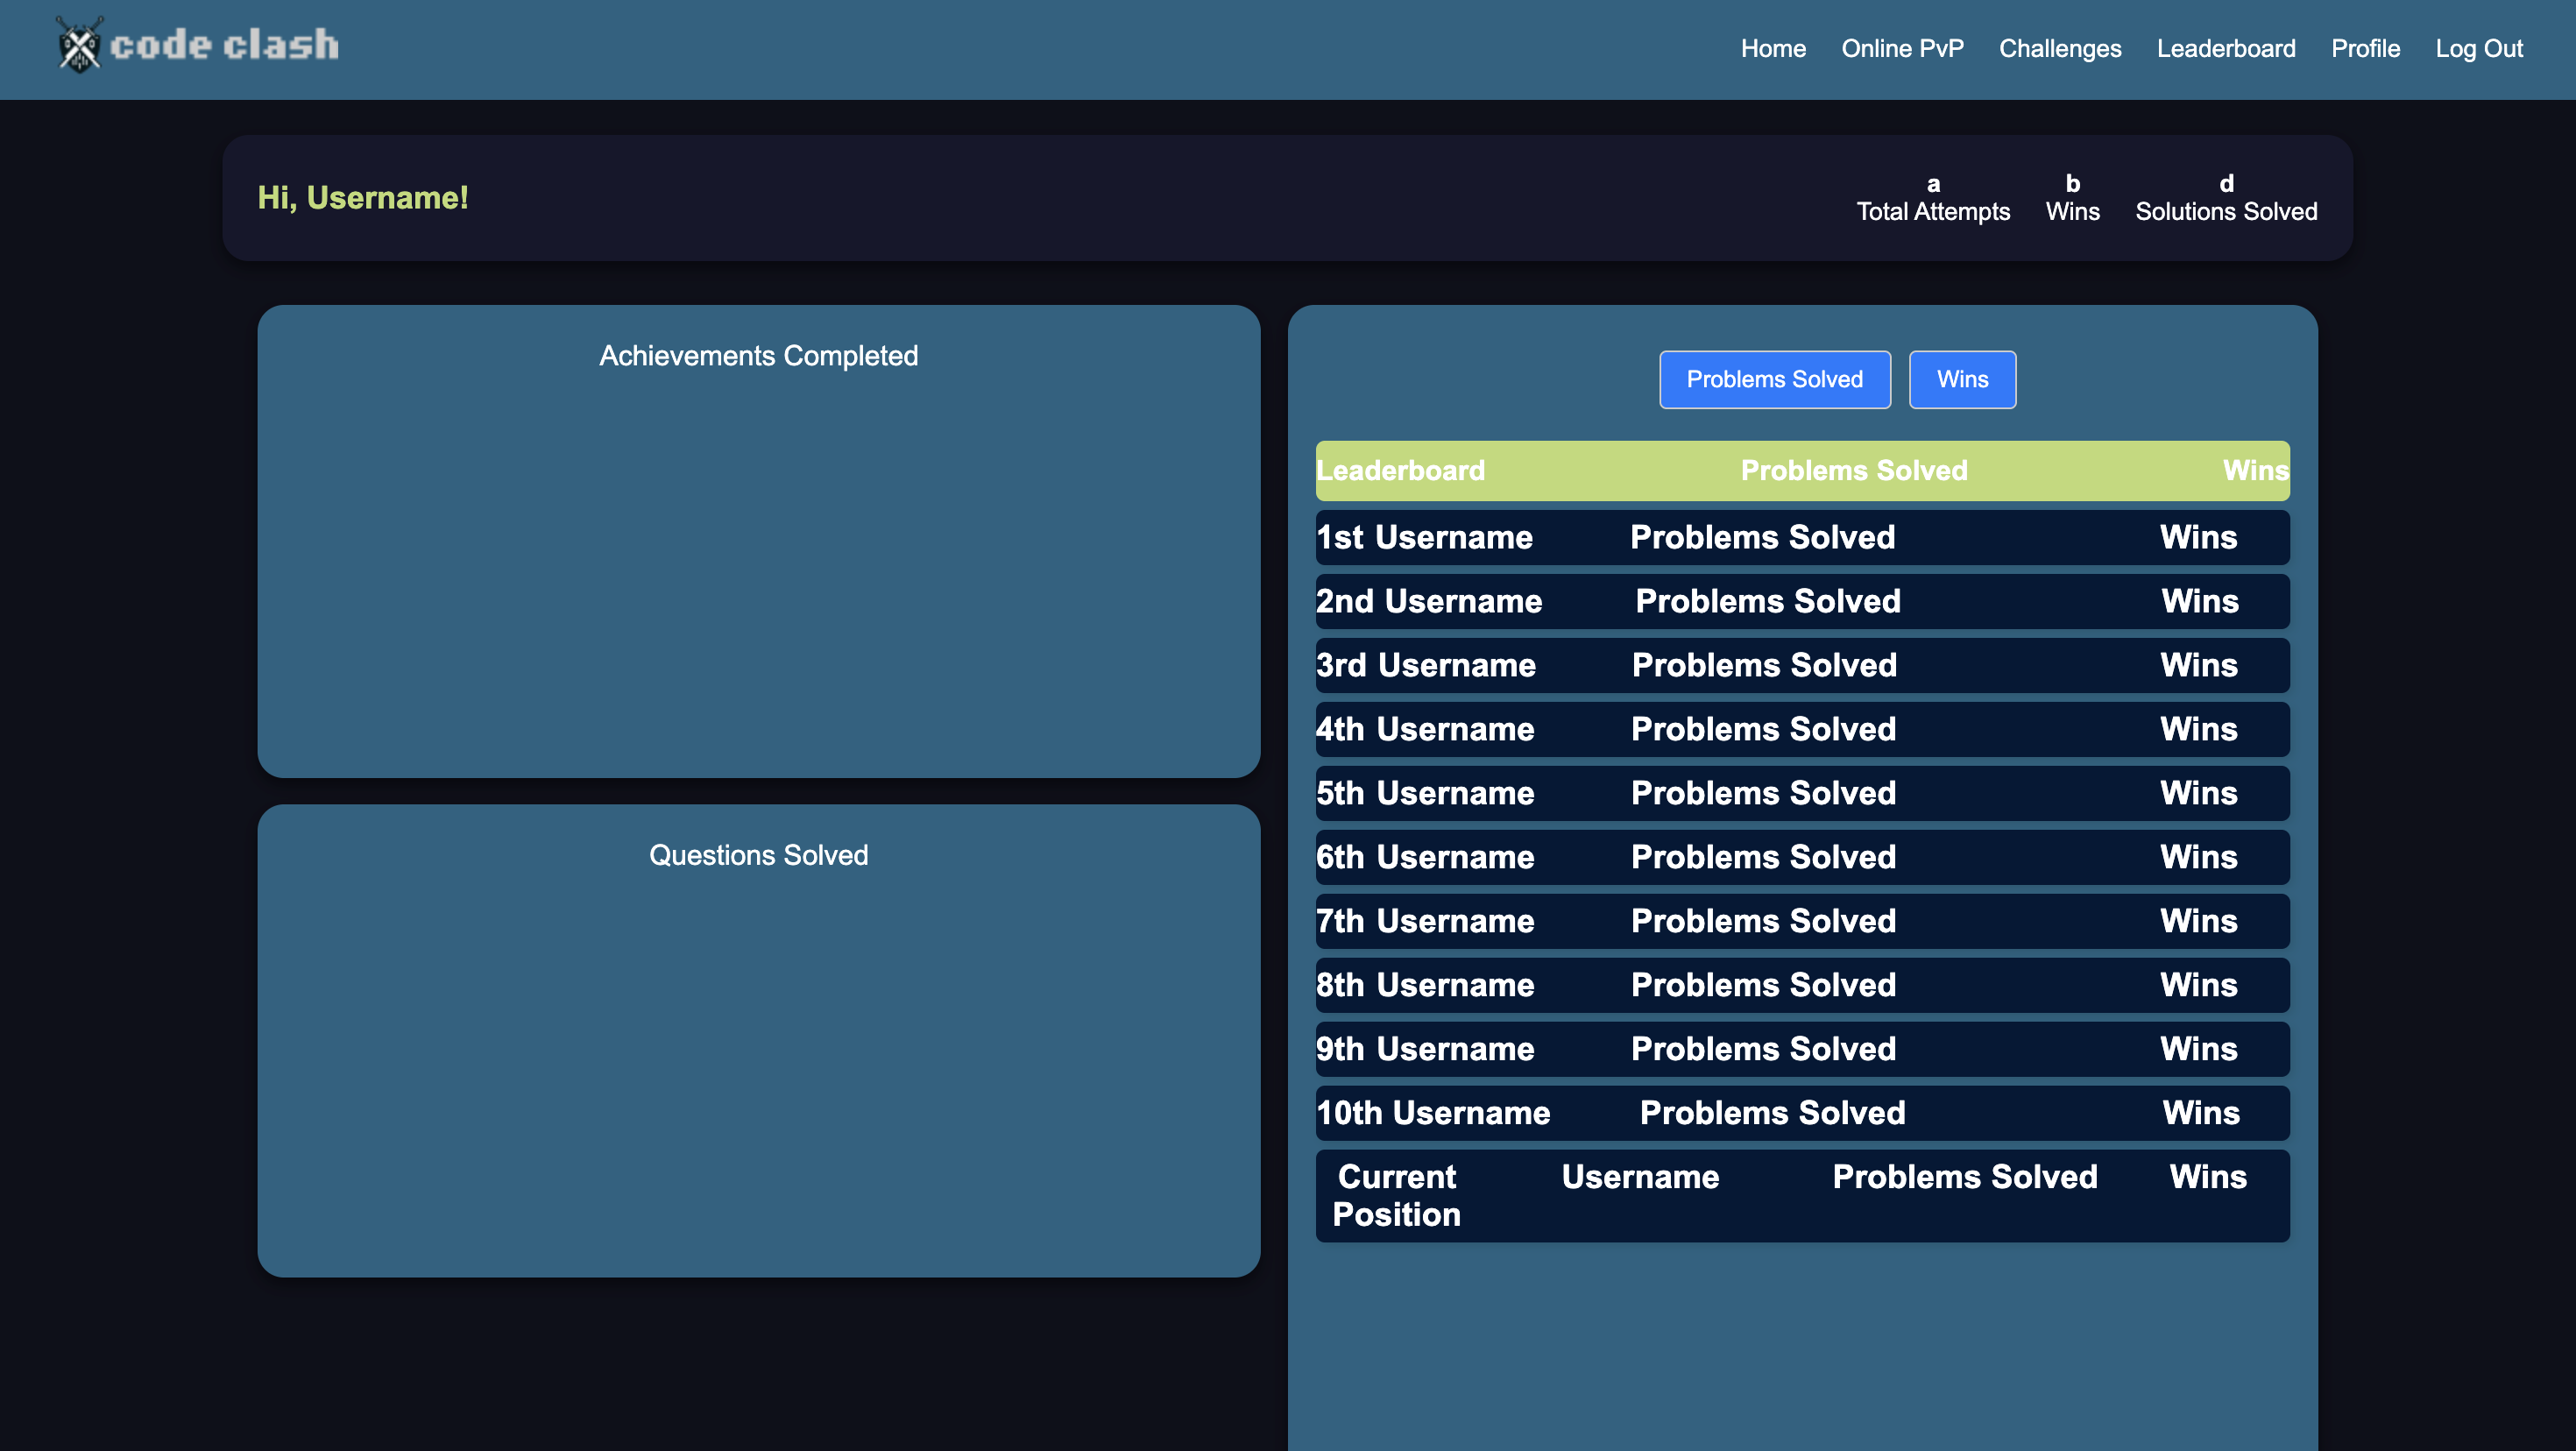 code clash
Home Online PvP Challenges Leaderboard Profile Log Out
Hi, Username!
a b d
Total Attempts Wins Solutions Solved
Achievements Completed
Questions Solved
Problems Solved Wins
Leaderboard Problems Solved Wins
1st Username Problems Solved Wins
2nd Username Problems Solved Wins
3rd Username Problems Solved Wins
4th Username Problems Solved Wins
5th Username Problems Solved Wins
6th Username Problems Solved Wins
7th Username Problems Solved Wins
8th Username Problems Solved Wins
9th Username Problems Solved Wins
10th Username Problems Solved Wins
Current Username Problems Solved Wins
Position